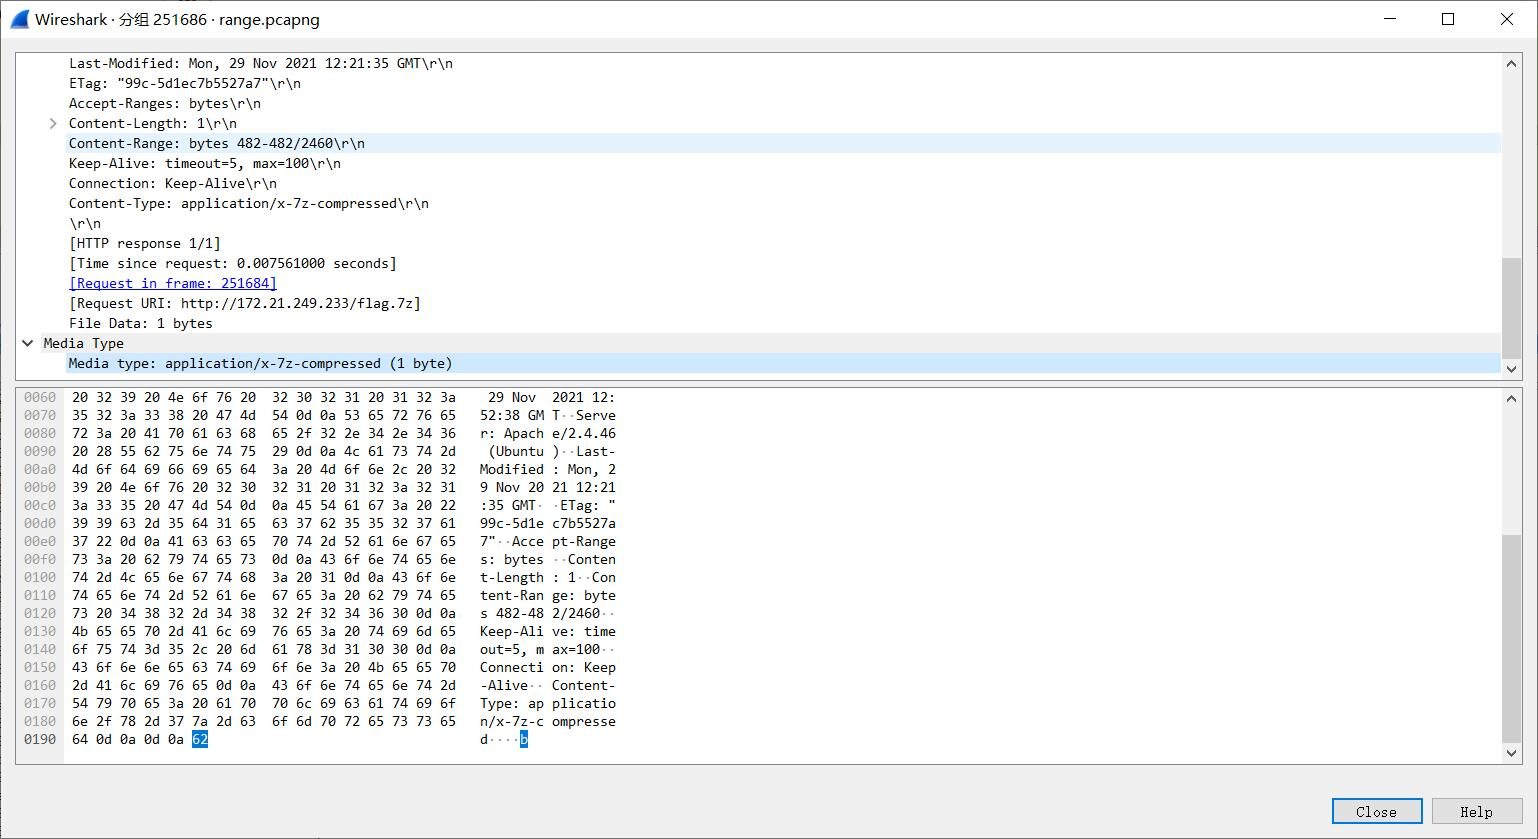 Wireshark · 分组 251686 · range.pcapng
Last-Modified: Mon, 29 Nov 2021 12:21:35 GMT\r\n
ETag: "99c-5d1ec7b5527a7"\r\n
Accept-Ranges: bytes\r\n
Content-Length: 1\r\n
Content-Range: bytes 482-482/2460\r\n
Keep-Alive: timeout=5, max=100\r\n
Connection: Keep-Alive\r\n
Content-Type: application/x-7z-compressed\r\n
\r\n
[HTTP response 1/1]
[Time since request: 0.007561000 seconds]
[Request in frame: 251684]
[Request URI: http://172.21.249.233/flag.7z]
File Data: 1 bytes
Media Type
Media type: application/x-7z-compressed (1 byte)
0060 20 32 39 20 4e 6f 76 20 32 30 32 31 20 31 32 3a  29 Nov  2021 12:
0070 35 32 3a 33 38 20 47 4d 54 0d 0a 53 65 72 76 65 52:38 GM T··Serve
0080 72 3a 20 41 70 61 63 68 65 2f 32 2e 34 2e 34 36 r: Apach e/2.4.46
0090 20 28 55 62 75 6e 74 75 29 0d 0a 4c 61 73 74 2d  (Ubuntu )··Last-
00a0 4d 6f 64 69 66 69 65 64 3a 20 4d 6f 6e 2c 20 32 Modified : Mon, 2
00b0 39 20 4e 6f 76 20 32 30 32 31 20 31 32 3a 32 31 9 Nov 20 21 12:21
00c0 3a 33 35 20 47 4d 54 0d 0a 45 54 61 67 3a 20 22 :35 GMT· ·ETag: "
00d0 39 39 63 2d 35 64 31 65 63 37 62 35 35 32 37 61 99c-5d1e c7b5527a
00e0 37 22 0d 0a 41 63 63 65 70 74 2d 52 61 6e 67 65 7"··Acce pt-Range
00f0 73 3a 20 62 79 74 65 73 0d 0a 43 6f 6e 74 65 6e s: bytes ··Conten
0100 74 2d 4c 65 6e 67 74 68 3a 20 31 0d 0a 43 6f 6e t-Length : 1··Con
0110 74 65 6e 74 2d 52 61 6e 67 65 3a 20 62 79 74 65 tent-Ran ge: byte
0120 73 20 34 38 32 2d 34 38 32 2f 32 34 36 30 0d 0a s 482-48 2/2460··
0130 4b 65 65 70 2d 41 6c 69 76 65 3a 20 74 69 6d 65 Keep-Ali ve: time
0140 6f 75 74 3d 35 2c 20 6d 61 78 3d 31 30 30 0d 0a out=5, m ax=100··
0150 43 6f 6e 6e 65 63 74 69 6f 6e 3a 20 4b 65 65 70 Connecti on: Keep
0160 2d 41 6c 69 76 65 0d 0a 43 6f 6e 74 65 6e 74 2d -Alive·· Content-
0170 54 79 70 65 3a 20 61 70 70 6c 69 63 61 74 69 6f Type: ap plicatio
0180 6e 2f 78 2d 37 7a 2d 63 6f 6d 70 72 65 73 73 65 n/x-7z-c ompresse
0190 64 0d 0a 0d 0a 62 d····b
Close
Help